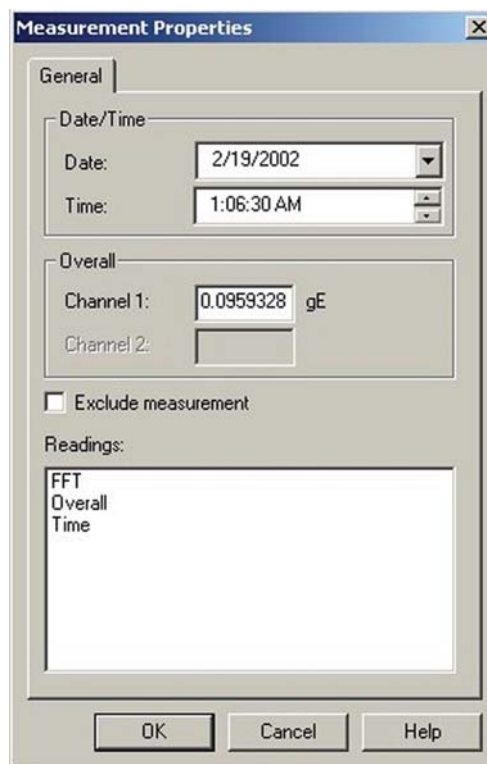 Measurement Properties
General
Date/Time
Date: 2/19/2002
Time: 1:06:30 AM
Overall
Channel 1: 0.0959328 gE
Channel 2:
Exclude measurement
Readings:
FFT
Overall
Time
OK Cancel Help